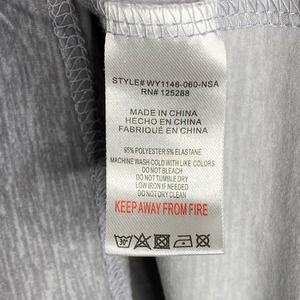 STYLE# WY1146-060-NSA
RN# 125288
MADE IN CHINA
HECHO EN CHINA
FABRIQUÉ EN CHINA
95% POLYESTER 5% ELASTANE
MACHINE WASH COLD WITH LIKE COLORS
DO NOT BLEACH
DO NOT TUMBLE DRY
LOW IRON IF NEEDED
DO NOT DRY CLEAN
KEEP AWAY FROM FIRE